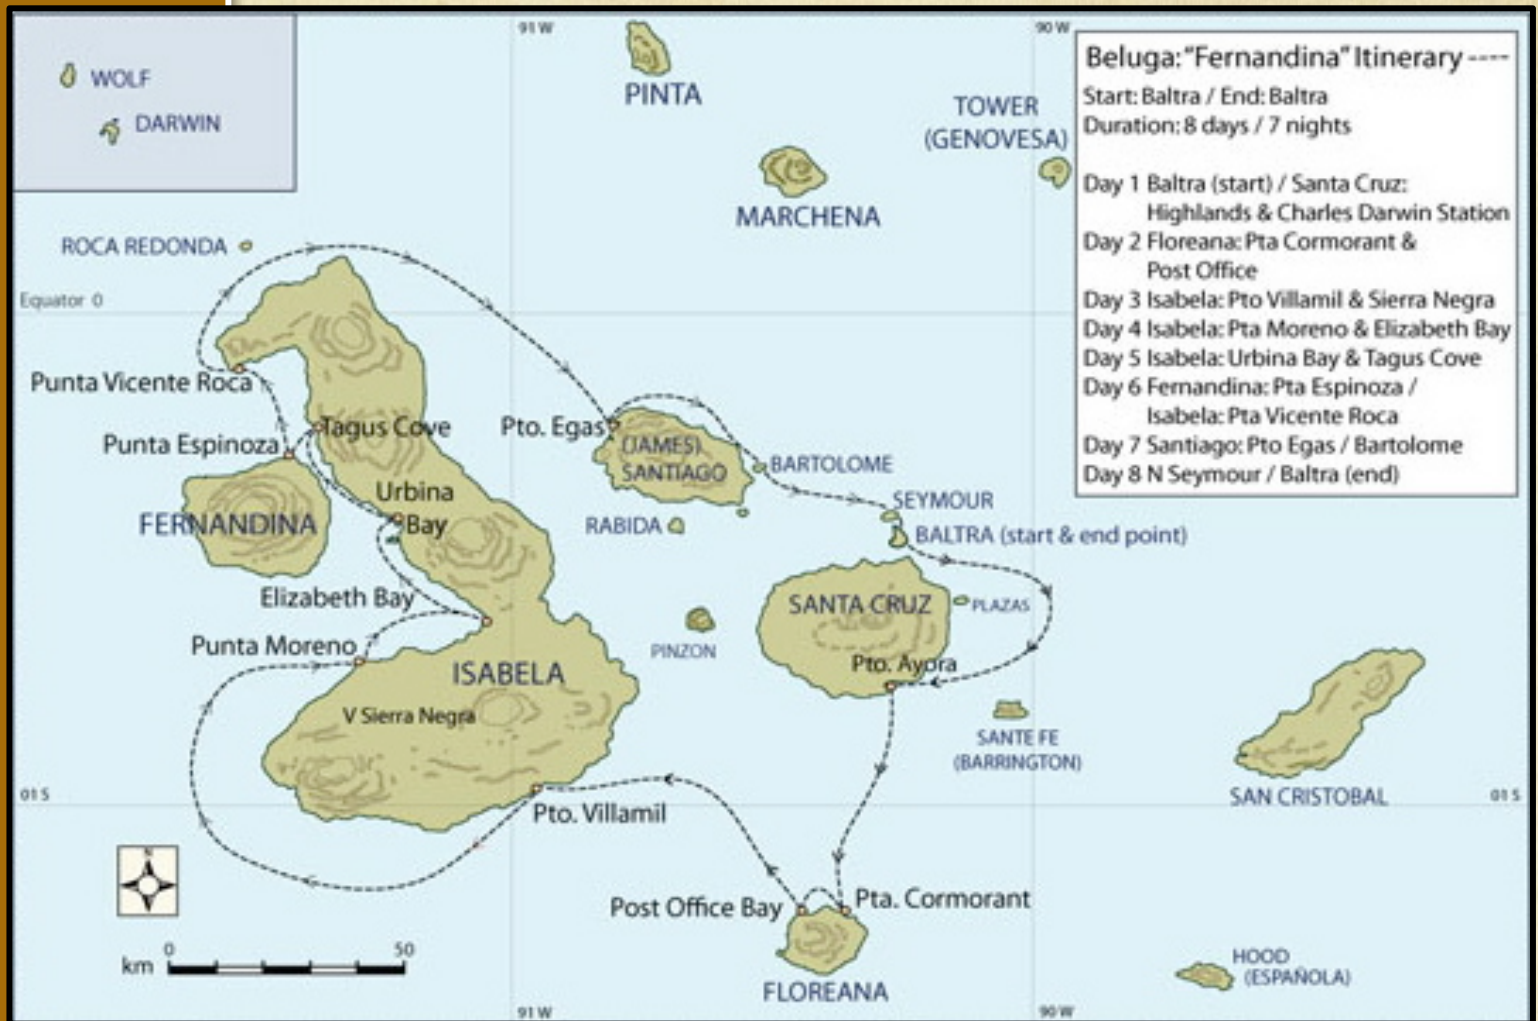 91 W
90 W
WOLF
DARWIN
PINTA
TOWER
(GENOVESA)
MARCHENA
Beluga: "Fernandina" Itinerary ----
Start: Baltra / End: Baltra
Duration: 8 days / 7 nights
Day 1 Baltra (start) / Santa Cruz:
Highlands & Charles Darwin Station
Day 2 Floreana: Pta Cormorant &
Post Office
Day 3 Isabela: Pto Villamil & Sierra Negra
Day 4 Isabela: Pta Moreno & Elizabeth Bay
Day 5 Isabela: Urbina Bay & Tagus Cove
Day 6 Fernandina: Pta Espinoza /
Isabela: Pta Vicente Roca
Day 7 Santiago: Pto Egas / Bartolome
Day 8 N Seymour / Baltra (end)
ROCA REDONDA
Equator 0
Punta Vicente Roca
Tagus Cove
Punta Espinoza
Pto. Egas
(JAMES)
SANTIAGO
BARTOLOME
Urbina
Bay
FERNANDINA
RABIDA
SEYMOUR
BALTRA (start & end point)
Elizabeth Bay
SANTA CRUZ
PLAZAS
Punta Moreno
PINZON
ISABELA
Pto. Ayora
V Sierra Negra
SANTE FE
(BARRINGTON)
01 S
SAN CRISTOBAL
01 S
Pto. Villamil
N
Post Office Bay
Pta. Cormorant
0
50
km
FLOREANA
HOOD
(ESPAÑOLA)
91 W
90 W